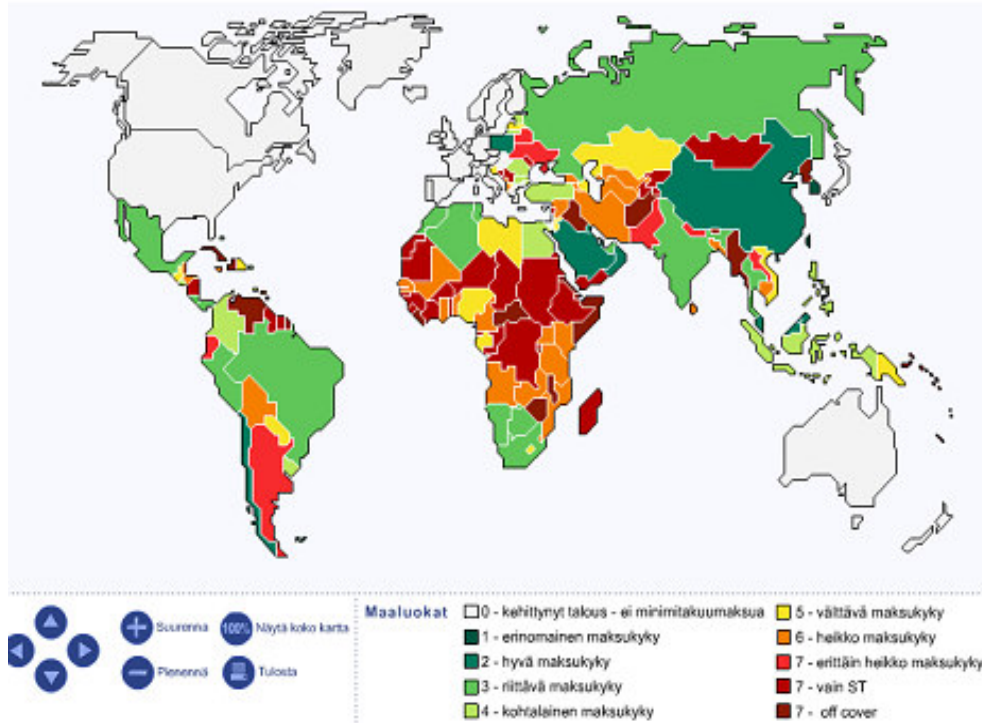 Suurenna
100%
Näytä koko kartta
Pienennä
Tulosta
Maaluokat
0 - kehittynyt talous - ei minimitakuumaksua
1 - erinomainen maksukyky
2 - hyvä maksukyky
3 - riittävä maksukyky
4 - kohtalainen maksukyky
5 - välttävä maksukyky
6 - heikko maksukyky
7 - erittäin heikko maksukyky
7 - vain ST
7 - off cover